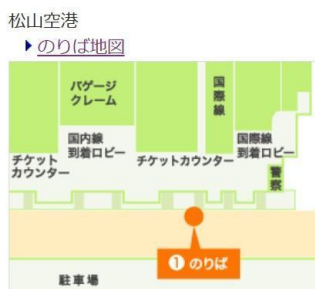 松山空港
のりば地図
バゲージ
クレーム
国際線
国内線
到着ロビー
国際線
到着ロビー
チケット
カウンター
チケットカウンター
警察
1 のりば
駐車場